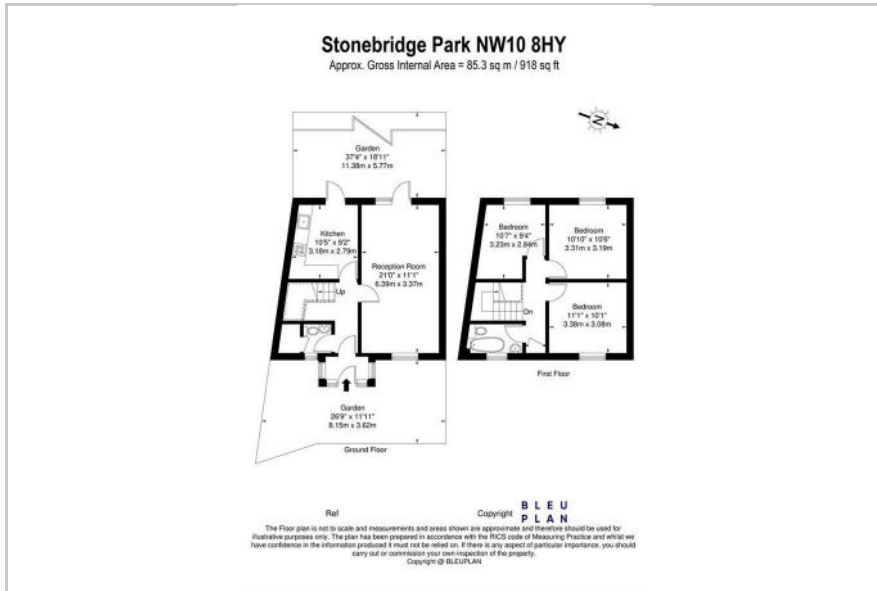 Stonebridge Park NW10 8HY
Approx. Gross Internal Area = 85.3 sq m / 918 sq ft
N
Garden
37'4" x 18'11"
11.38m x 5.77m
Kitchen
10'5" x 9'2"
3.18m x 2.79m
Reception Room
21'0" x 11'1"
6.39m x 3.37m
Up
Garden
26'9" x 11'11"
8.15m x 3.62m
Ground Floor
Bedroom
10'7" x 9'4"
3.23m x 2.84m
Bedroom
10'10" x 10'6"
3.31m x 3.19m
Bedroom
11'1" x 10'1"
3.38m x 3.08m
Dn
First Floor
Ref
Copyright
BLEU
PLAN
The Floor plan is not to scale and measurements and areas shown are approximate and therefore should be used for
illustrative purposes only. The plan has been prepared in accordance with the RICS code of Measuring Practice and whilst we
have confidence in the information produced it must not be relied on. If there is any aspect of particular importance, you should
carry out or commission your own inspection of the property.
Copyright @ BLEUPLAN